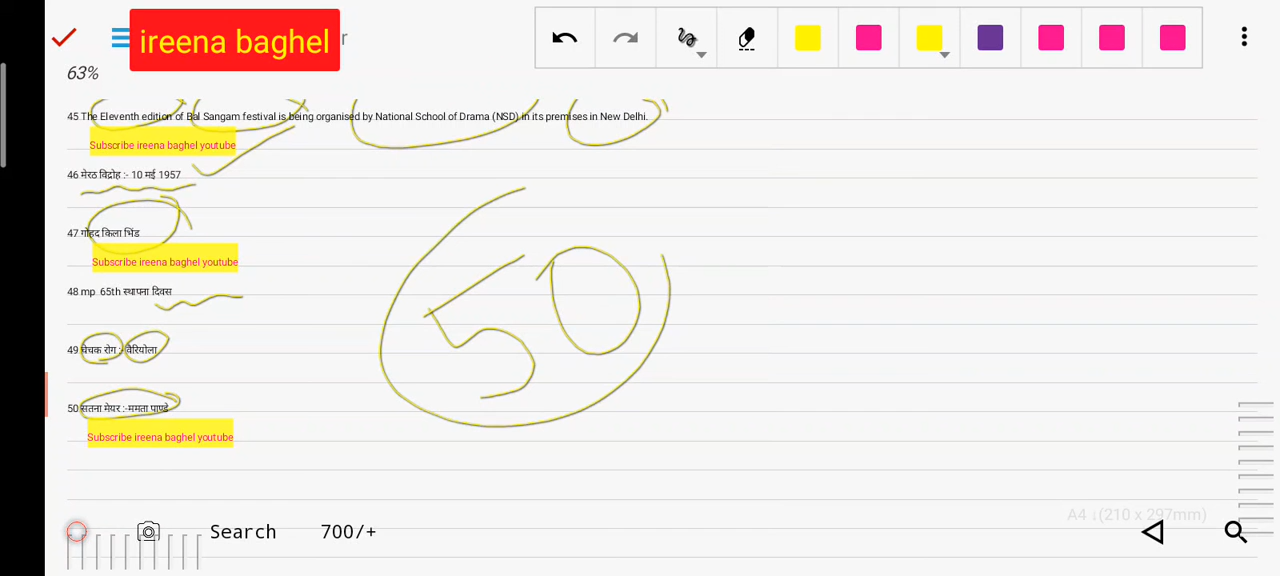 ireena baghel r
63%
45 The Eleventh edition of Bal Sangam festival is being organised by National School of Drama (NSD) in its premises in New Delhi.
Subscribe ireena baghel youtube
46 मेरठ विद्रोह :- 10 मई 1957
47 गोहद किला भिंड
Subscribe ireena baghel youtube
48 mp 65th स्थापना दिवस
49 चेचक रोग :- वैरियोला
50 सतना मेयर :-ममता पाण्डे
Subscribe ireena baghel youtube
50
A4 ↓(210 x 297mm)
Search 700/+